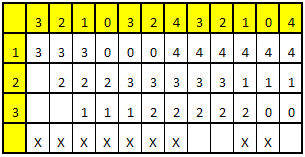 3 2 1 0 3 2 4 3 2 1 0 4
1 3 3 3 0 0 0 4 4 4 4 4 4
2 2 2 2 3 3 3 3 3 1 1 1
3 1 1 1 2 2 2 2 2 0 0
X X X X X X X X X